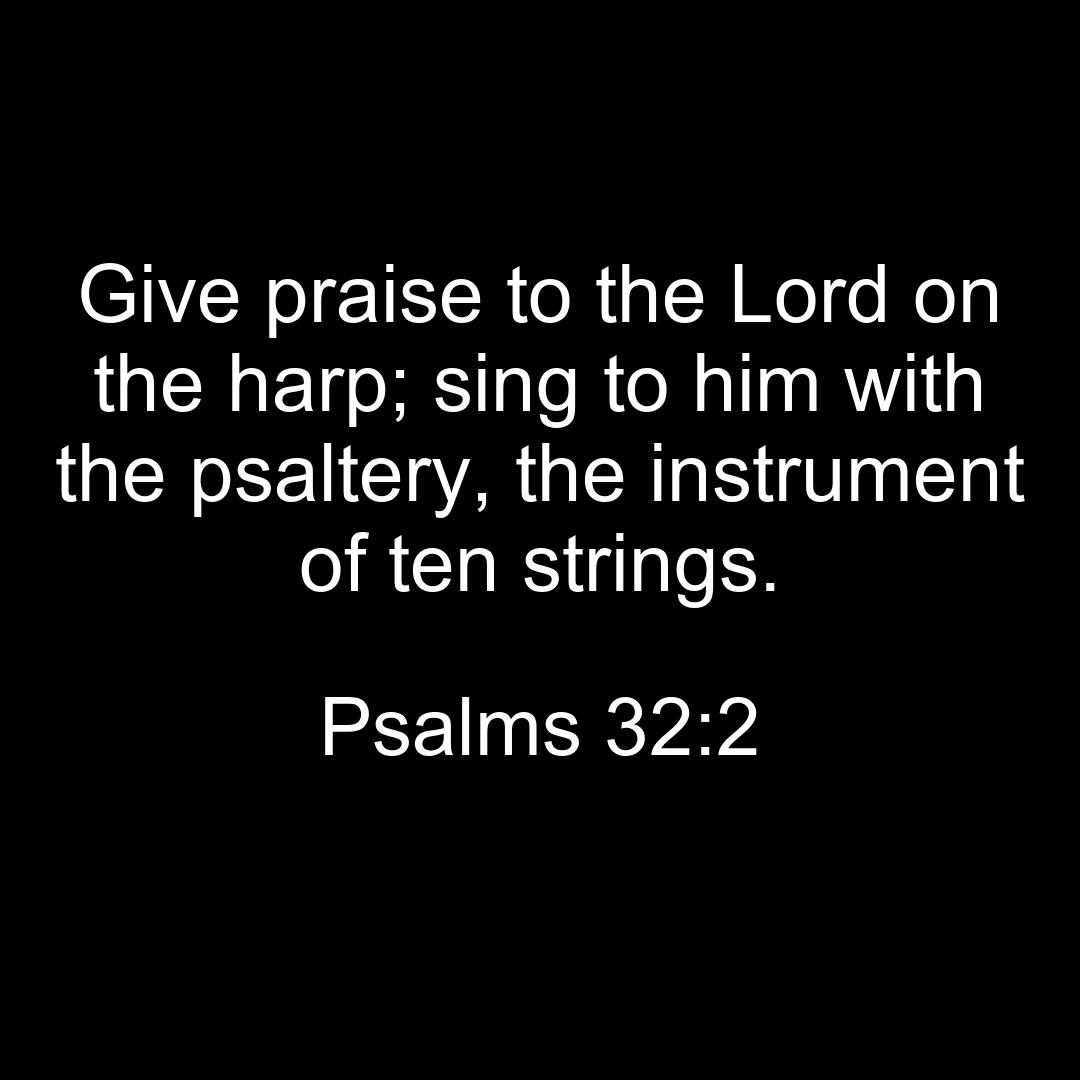 Give praise to the Lord on
the harp; sing to him with
the psaltery, the instrument
of ten strings.
Psalms 32:2